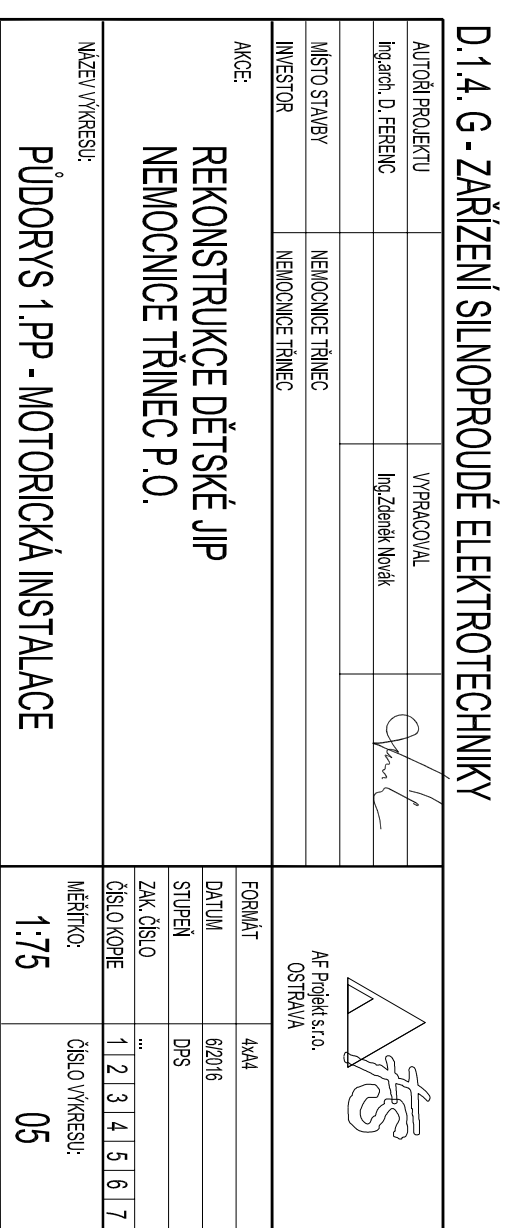 D.1.4. G - ZAŘÍZENÍ SILNOPROUDÉ ELEKTROTECHNIKY
AUTOŘI PROJEKTU VYPRACOVAL
ing.arch. D. FERENC Ing.Zdeněk Novák
MÍSTO STAVBY NEMOCNICE TŘINEC
INVESTOR NEMOCNICE TŘINEC
AFS
AF Projekt s.r.o.
OSTRAVA
AKCE:
REKONSTRUKCE DĚTSKÉ JIP
NEMOCNICE TŘINEC P.O.
FORMÁT 4xA4
DATUM 6/2016
STUPEŇ DPS
ZAK. ČÍSLO ...
ČÍSLO KOPIE 1 2 3 4 5 6 7
NÁZEV VÝKRESU:
PŮDORYS 1.PP - MOTORICKÁ INSTALACE
MĚŘÍTKO:
1:75
ČÍSLO VÝKRESU:
05